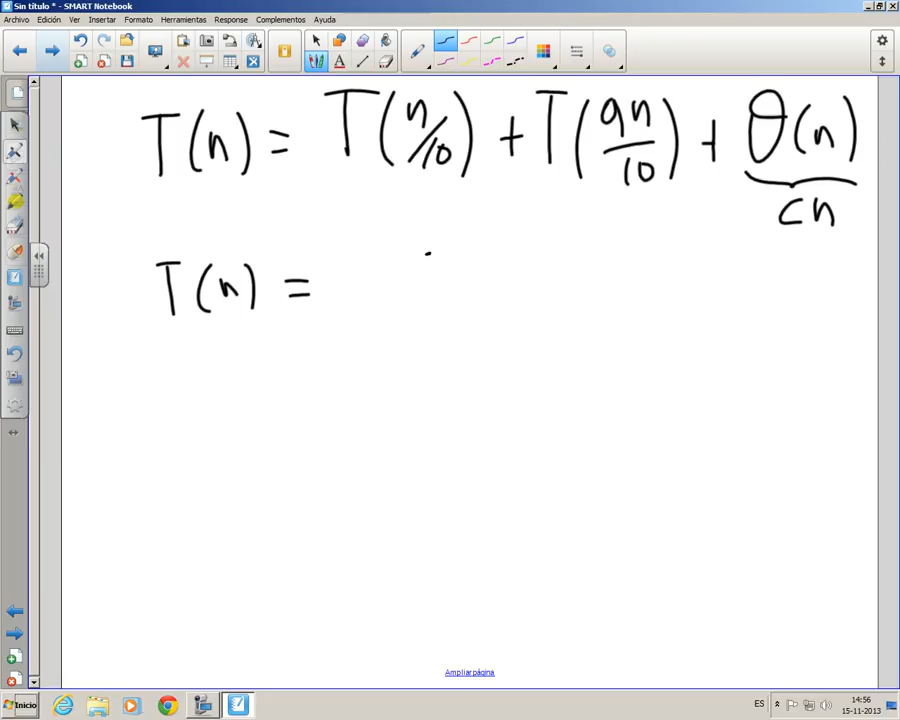 Sin título * - SMART Notebook
Archivo Edición Ver Insertar Formato Herramientas Response Complementos Ayuda
T(n) = T(n/10) + T(9n/10) + Θ(n)
cn
T(n) =
Ampliar página
Inicio
ES
14:56
15-11-2013